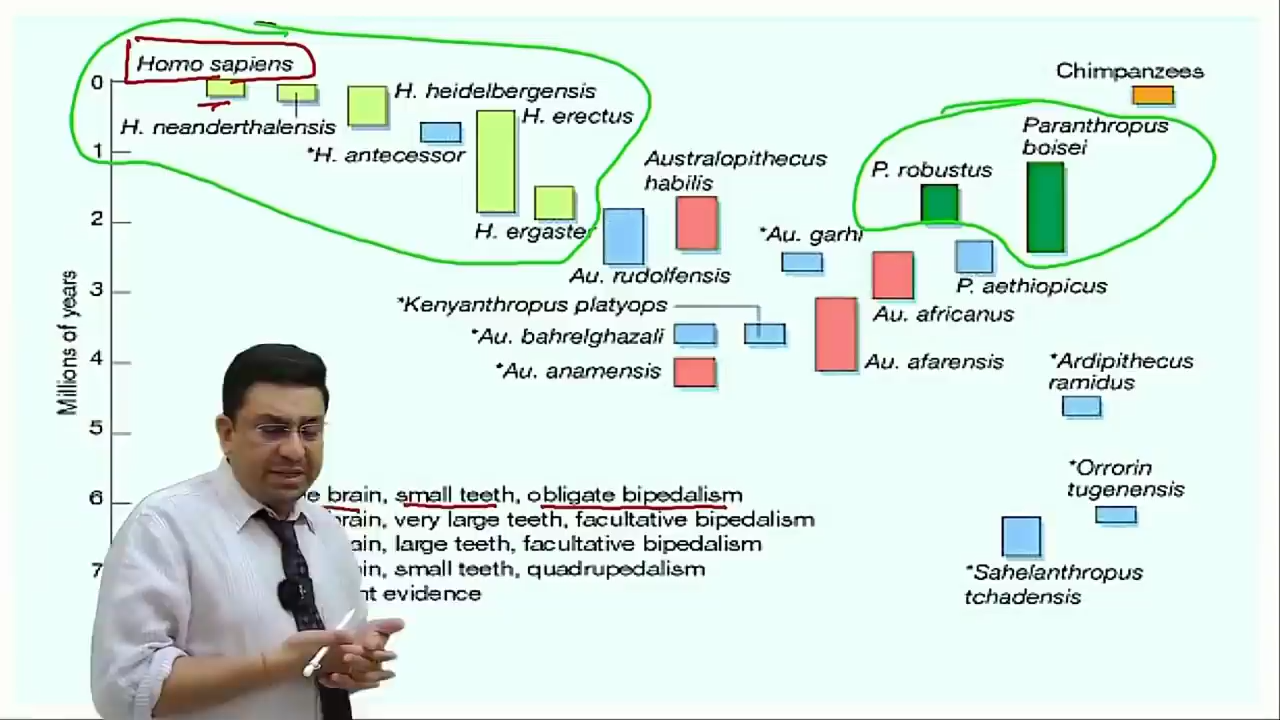 Homo sapiens
Chimpanzees
0
H. heidelbergensis
H. erectus
H. neanderthalensis
Paranthropus
boisei
1
*H. antecessor
Australopithecus
habilis
P. robustus
2
H. ergaster
*Au. garhi
Au. rudolfensis
P. aethiopicus
3
*Kenyanthropus platyops
Au. africanus
*Au. bahrelghazali
4
Au. afarensis
*Ardipithecus
ramidus
*Au. anamensis
Millions of years
5
*Orrorin
tugenensis
6
brain, small teeth, obligate bipedalism
brain, very large teeth, facultative bipedalism
large teeth, facultative bipedalism
7
small teeth, quadrupedalism
*Sahelanthropus
tchadensis
evidence